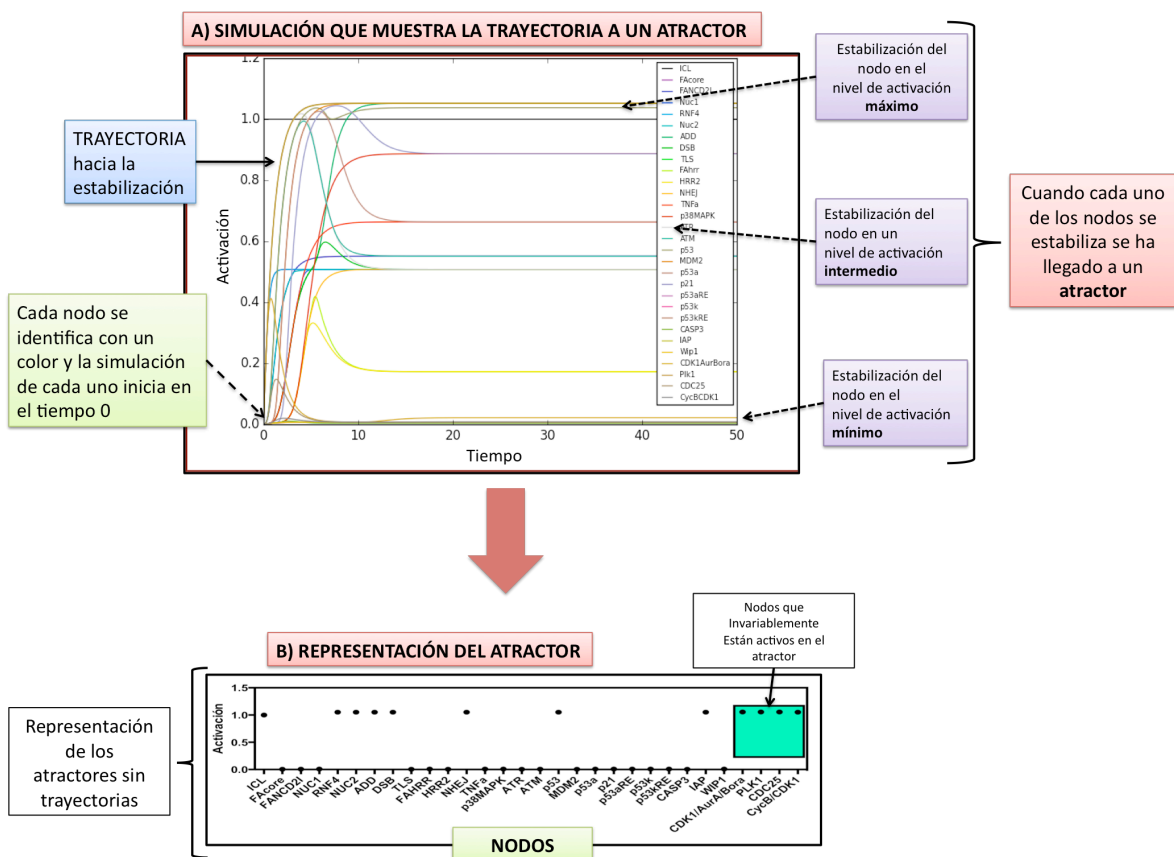 A) SIMULACIÓN QUE MUESTRA LA TRAYECTORIA A UN ATRACTOR
TRAYECTORIA
hacia la
estabilización
Cada nodo se
identifica con un
color y la simulación
de cada uno inicia en
el tiempo 0
Activación
1.2
1.0
0.8
0.6
0.4
0.2
0.0
0
10
20
30
40
50
Tiempo
ICL
FAcore
FANCD2I
Nuc1
RNF4
Nuc2
ADD
DSB
TLS
FAhrr
HRR2
NHEJ
TNFa
p38MAPK
ATM
p53
MDM2
p53a
p21
p53aRE
p53k
p53kRE
CASP3
IAP
Wip1
CDK1AurBora
Plk1
CDC25
CycBCDK1
Estabilización del
nodo en el
nivel de activación
máximo
Estabilización del
nodo en un
nivel de activación
intermedio
Estabilización del
nodo en el
nivel de activación
mínimo
Cuando cada uno
de los nodos se
estabiliza se ha
llegado a un
atractor
Nodos que
Invariablemente
Están activos en el
atractor
B) REPRESENTACIÓN DEL ATRACTOR
Representación
de los
atractores sin
trayectorias
Activación
1.5
1.0
0.5
0.0
ICL
FAcore
FANCD2I
NUC1
RNF4
NUC2
ADD
DSB
TLS
FAHRR
HRR2
NHEJ
TNFa
p38MAPK
ATR
ATM
p53
MDM2
p53a
p21
p53aRE
p53k
p53kRE
CASP3
IAP
WIP1
CDK1/AurA/Bora
PLK1
CDC25
CycB/CDK1
NODOS